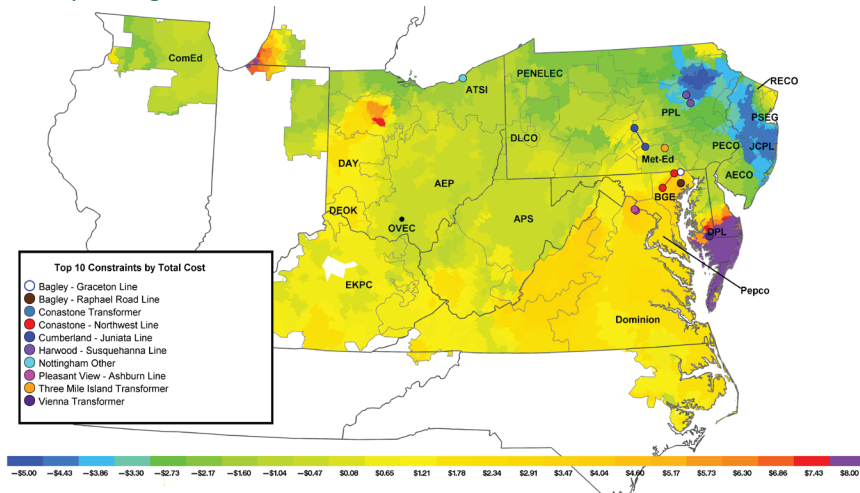 ComEd
ATSI
PENELEC
RECO
PPL
PSEG
DLCO
Met-Ed
PECO
JCPL
DAY
AECO
AEP
BGE
DEOK
APS
OVEC
DPL
Pepco
EKPC
Dominion
Top 10 Constraints by Total Cost
Bagley - Graceton Line
Bagley - Raphael Road Line
Conastone Transformer
Conastone - Northwest Line
Cumberland - Juniata Line
Harwood - Susquehanna Line
Nottingham Other
Pleasant View - Ashburn Line
Three Mile Island Transformer
Vienna Transformer
–$5.00 –$4.43 –$3.86 –$3.30 –$2.73 –$2.17 –$1.60 –$1.04 –$0.47 $0.08 $0.65 $1.21 $1.78 $2.34 $2.91 $3.47 $4.04 $4.60 $5.17 $5.73 $6.30 $6.86 $7.43 $8.00